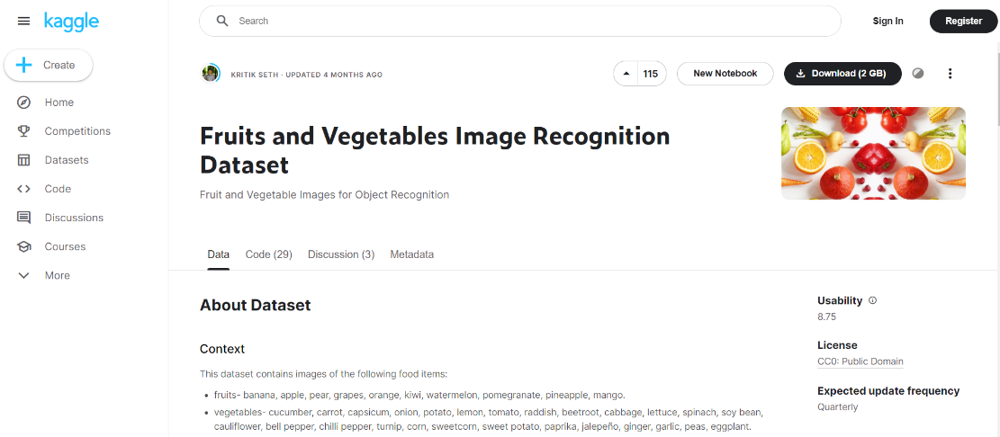 kaggle
Search
Sign In
Register
Create
Home
Competitions
Datasets
Code
Discussions
Courses
More
KRITIK SETH · UPDATED 4 MONTHS AGO
115
New Notebook
Download (2 GB)
Fruits and Vegetables Image Recognition
Dataset
Fruit and Vegetable Images for Object Recognition
Data
Code (29)
Discussion (3)
Metadata
About Dataset
Context
This dataset contains images of the following food items:
• fruits- banana, apple, pear, grapes, orange, kiwi, watermelon, pomegranate, pineapple, mango.
• vegetables- cucumber, carrot, capsicum, onion, potato, lemon, tomato, raddish, beetroot, cabbage, lettuce, spinach, soy bean,
cauliflower, bell pepper, chilli pepper, turnip, corn, sweetcorn, sweet potato, paprika, jalepeño, ginger, garlic, peas, eggplant.
Usability
8.75
License
CC0: Public Domain
Expected update frequency
Quarterly